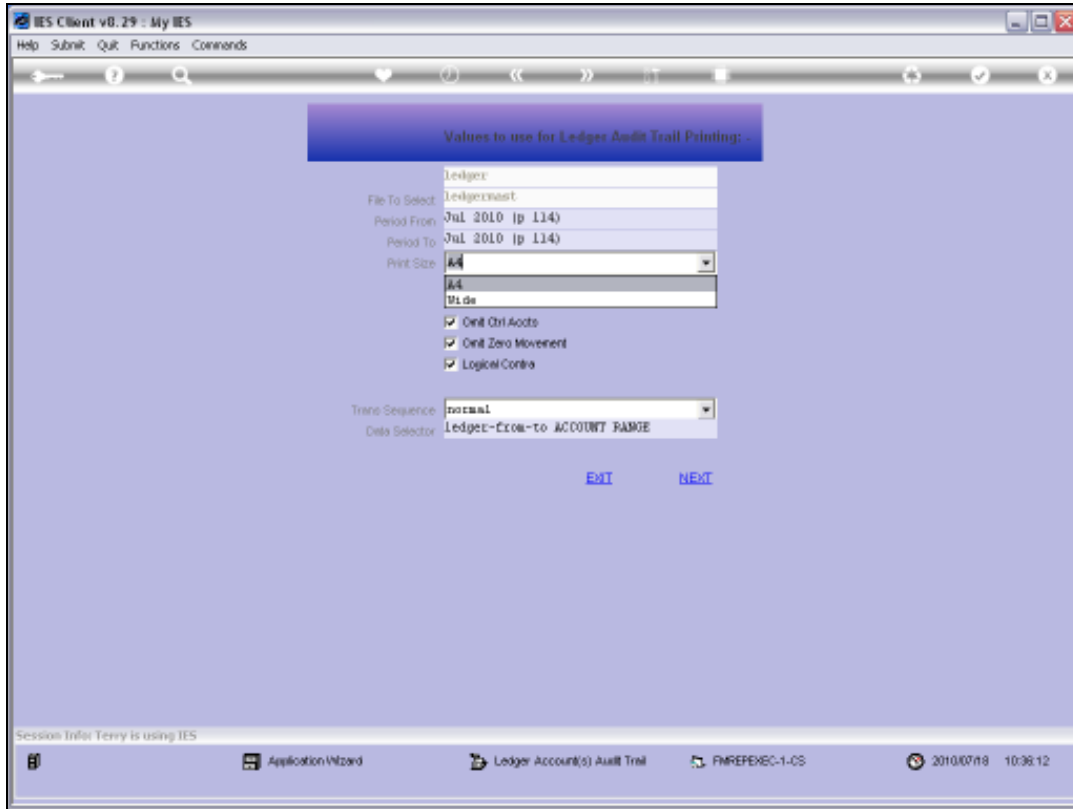 IES Client v8.29 : My IES
Help Submit Quit Functions Commands
Values to use for Ledger Audit Trail Printing: -
ledger
File To Select ledgermast
Period From Jul 2010 (p 114)
Period To Jul 2010 (p 114)
Print Size A4
A4
Wide
Omit Ctrl Accts
Omit Zero Movement
Logical Contra
Trans Sequence normal
Data Selector ledger-from-to ACCOUNT RANGE
EXIT NEXT
Session Info: Terry is using IES
Application Wizard Ledger Account(s) Audit Trail FMREPEXEC-1-CS 2010/07/18 10:36:12